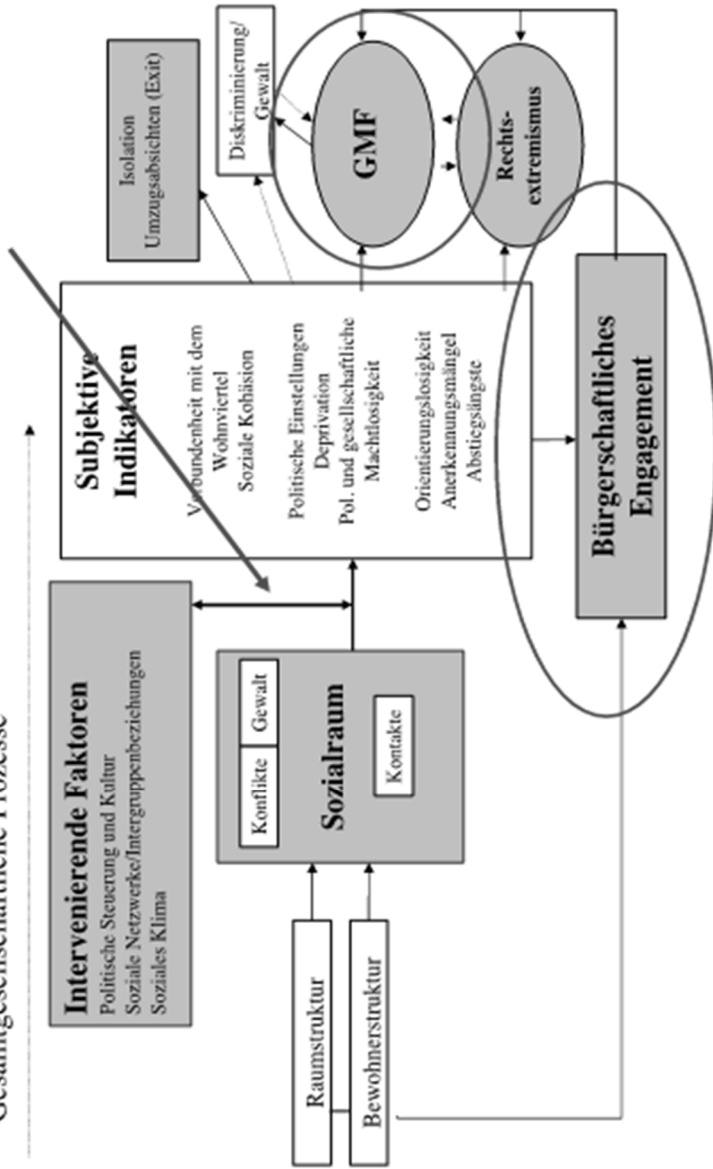 Gesamtgesellschaftliche Prozesse
Intervenierende Faktoren
Politische Steuerung und Kultur
Soziale Netzwerke/Intergruppenbeziehungen
Soziales Klima
Raumstruktur
Bewohnerstruktur
Konflikte
Gewalt
Sozialraum
Kontakte
Subjektive
Indikatoren
Verbundenheit mit dem
Wohnviertel
Soziale Kohäsion
Politische Einstellungen
Deprivation
Pol. und gesellschaftliche
Machtlosigkeit
Orientierungslosigkeit
Anerkennungsmängel
Abstiegsängste
Isolation
Umzugsabsichten (Exit)
Diskriminierung/
Gewalt
GMF
Rechts-
extremismus
Bürgerschaftliches
Engagement